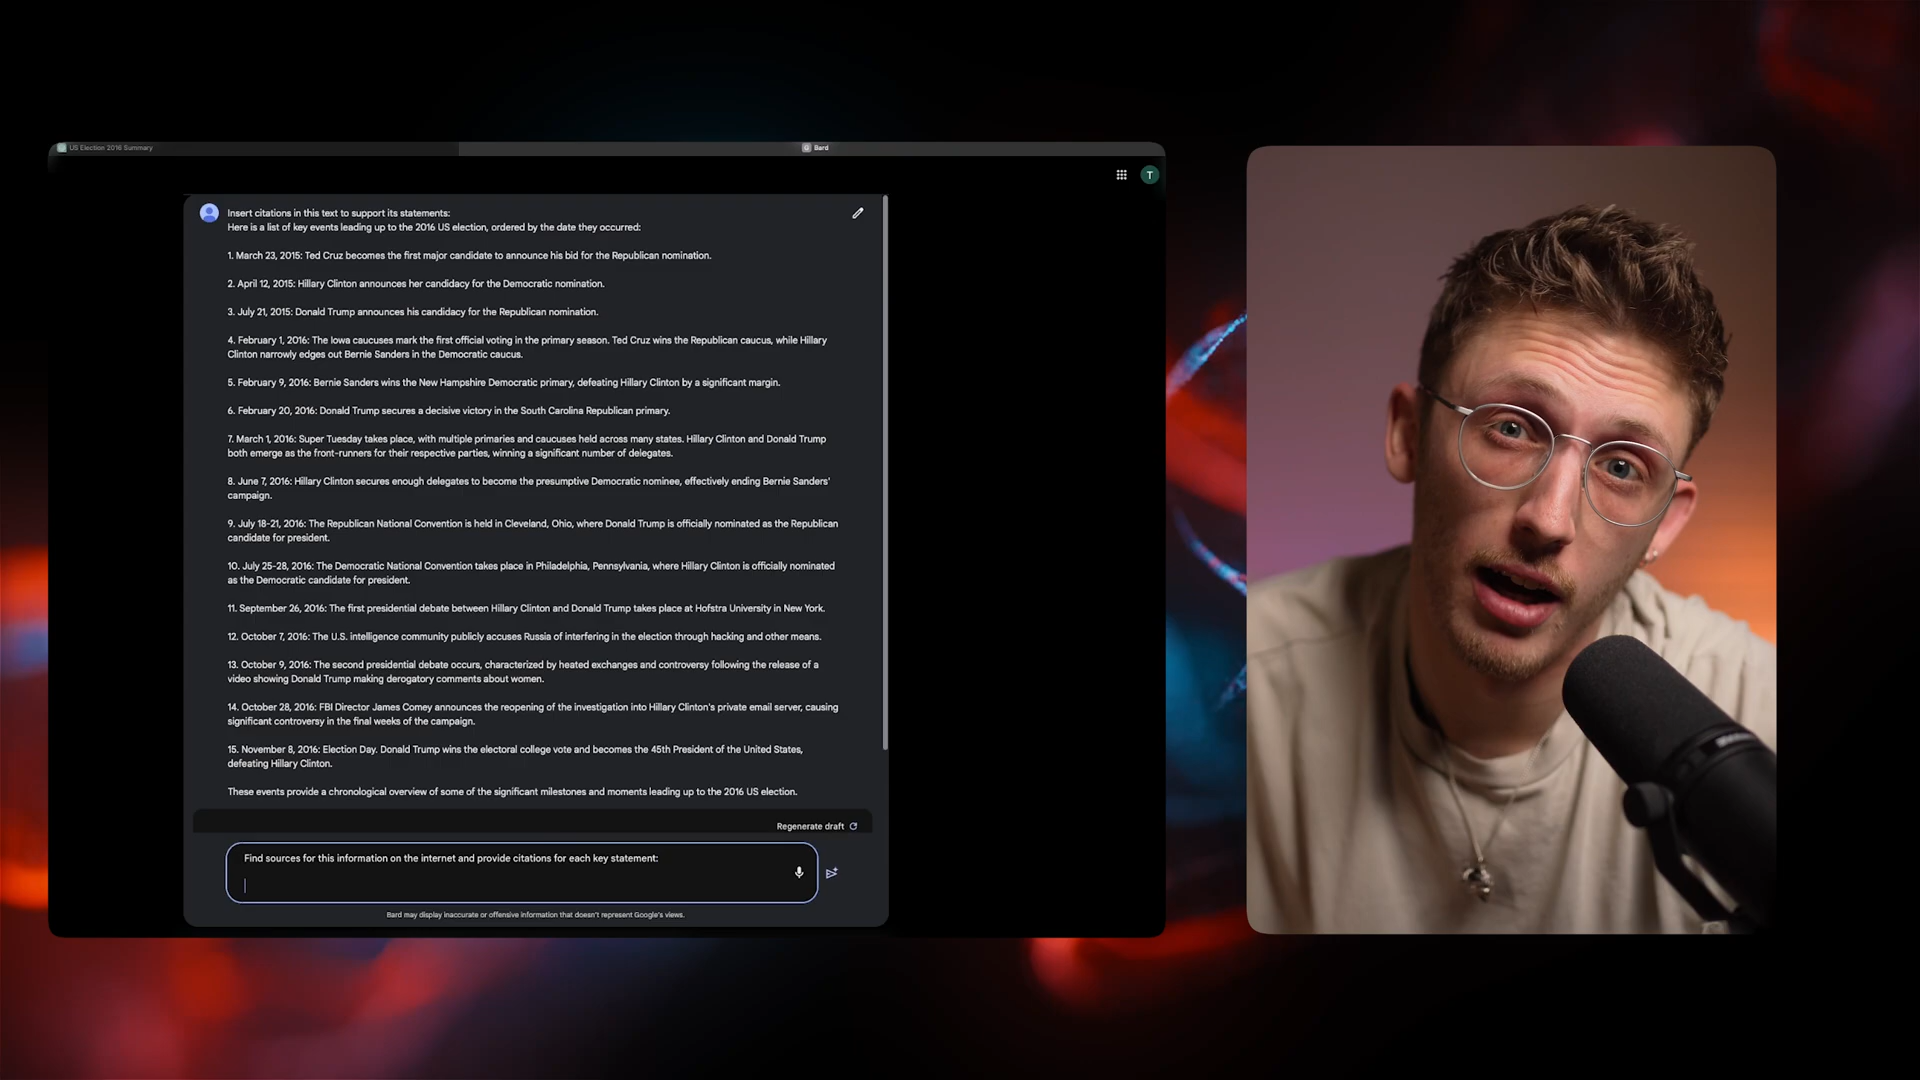 US Election 2016 Summary
Bard
T
Insert citations in this text to support its statements:
Here is a list of key events leading up to the 2016 US election, ordered by the date they occurred:
1. March 23, 2015: Ted Cruz becomes the first major candidate to announce his bid for the Republican nomination.
2. April 12, 2015: Hillary Clinton announces her candidacy for the Democratic nomination.
3. July 21, 2015: Donald Trump announces his candidacy for the Republican nomination.
4. February 1, 2016: The Iowa caucuses mark the first official voting in the primary season. Ted Cruz wins the Republican caucus, while Hillary
Clinton narrowly edges out Bernie Sanders in the Democratic caucus.
5. February 9, 2016: Bernie Sanders wins the New Hampshire Democratic primary, defeating Hillary Clinton by a significant margin.
6. February 20, 2016: Donald Trump secures a decisive victory in the South Carolina Republican primary.
7. March 1, 2016: Super Tuesday takes place, with multiple primaries and caucuses held across many states. Hillary Clinton and Donald Trump
both emerge as the front-runners for their respective parties, winning a significant number of delegates.
8. June 7, 2016: Hillary Clinton secures enough delegates to become the presumptive Democratic nominee, effectively ending Bernie Sanders'
campaign.
9. July 18-21, 2016: The Republican National Convention is held in Cleveland, Ohio, where Donald Trump is officially nominated as the Republican
candidate for president.
10. July 25-28, 2016: The Democratic National Convention takes place in Philadelphia, Pennsylvania, where Hillary Clinton is officially nominated
as the Democratic candidate for president.
11. September 26, 2016: The first presidential debate between Hillary Clinton and Donald Trump takes place at Hofstra University in New York.
12. October 7, 2016: The U.S. intelligence community publicly accuses Russia of interfering in the election through hacking and other means.
13. October 9, 2016: The second presidential debate occurs, characterized by heated exchanges and controversy following the release of a
video showing Donald Trump making derogatory comments about women.
14. October 28, 2016: FBI Director James Comey announces the reopening of the investigation into Hillary Clinton's private email server, causing
significant controversy in the final weeks of the campaign.
15. November 8, 2016: Election Day. Donald Trump wins the electoral college vote and becomes the 45th President of the United States,
defeating Hillary Clinton.
These events provide a chronological overview of some of the significant milestones and moments leading up to the 2016 US election.
Regenerate draft
Find sources for this information on the internet and provide citations for each key statement:
Bard may display inaccurate or offensive information that doesn't represent Google's views.